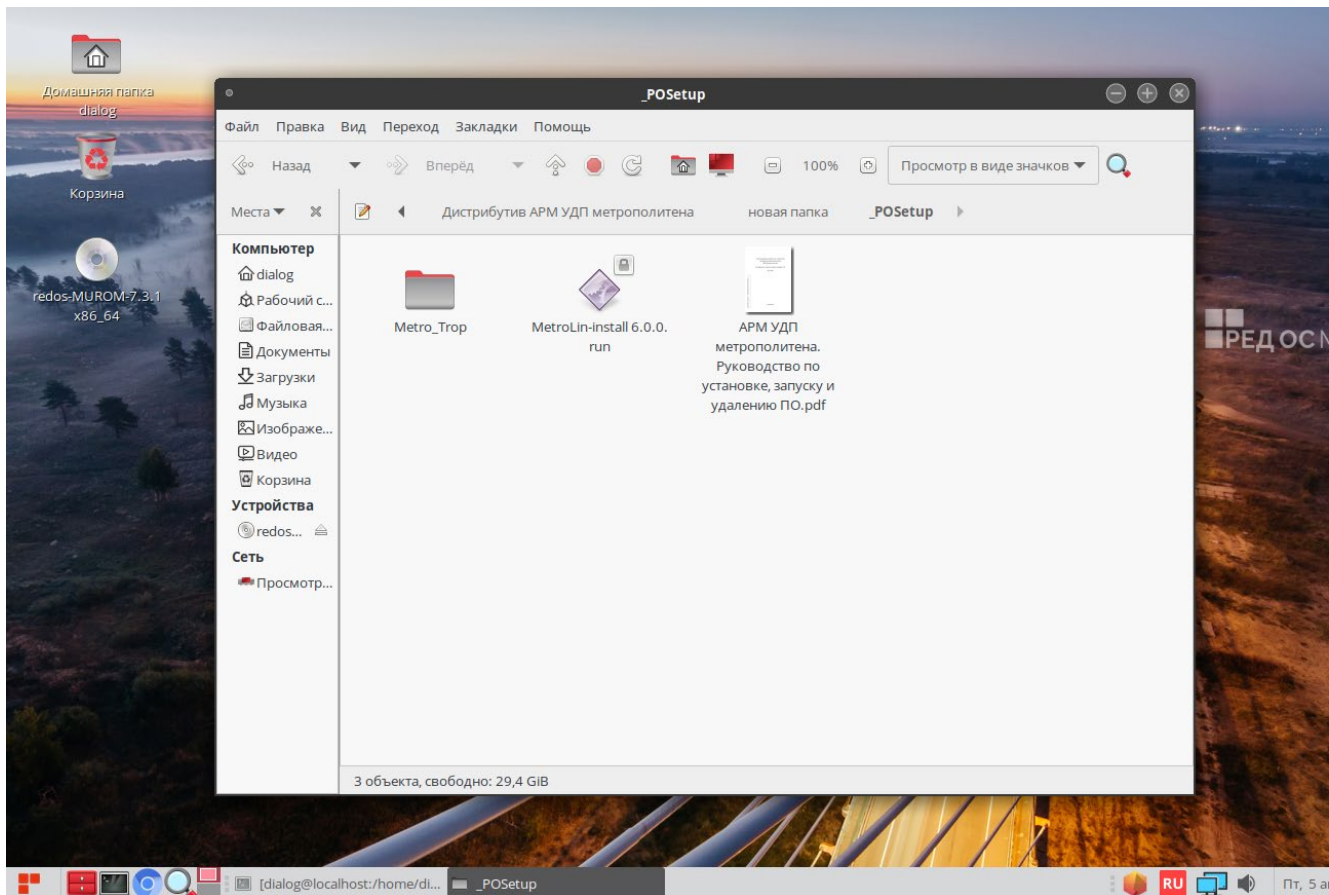 Домашняя папка
dialog
Корзина
redos-MUROM-7.3.1
x86_64
_POSetup
Файл Правка Вид Переход Закладки Помощь
Назад Вперёд 100% Просмотр в виде значков
Места Дистрибутив АРМ УДП метрополитена новая папка _POSetup
Компьютер
dialog
Рабочий с...
Файловая...
Документы
Загрузки
Музыка
Изображе...
Видео
Корзина
Устройства
redos...
Сеть
Просмотр...
Metro_Trop
MetroLin-install 6.0.0.
run
АРМ УДП
метрополитена.
Руководство по
установке, запуску и
удалению ПО.pdf
3 объекта, свободно: 29,4 GiB
РЕД ОС
[dialog@localhost:/home/di... _POSetup
RU Пт, 5